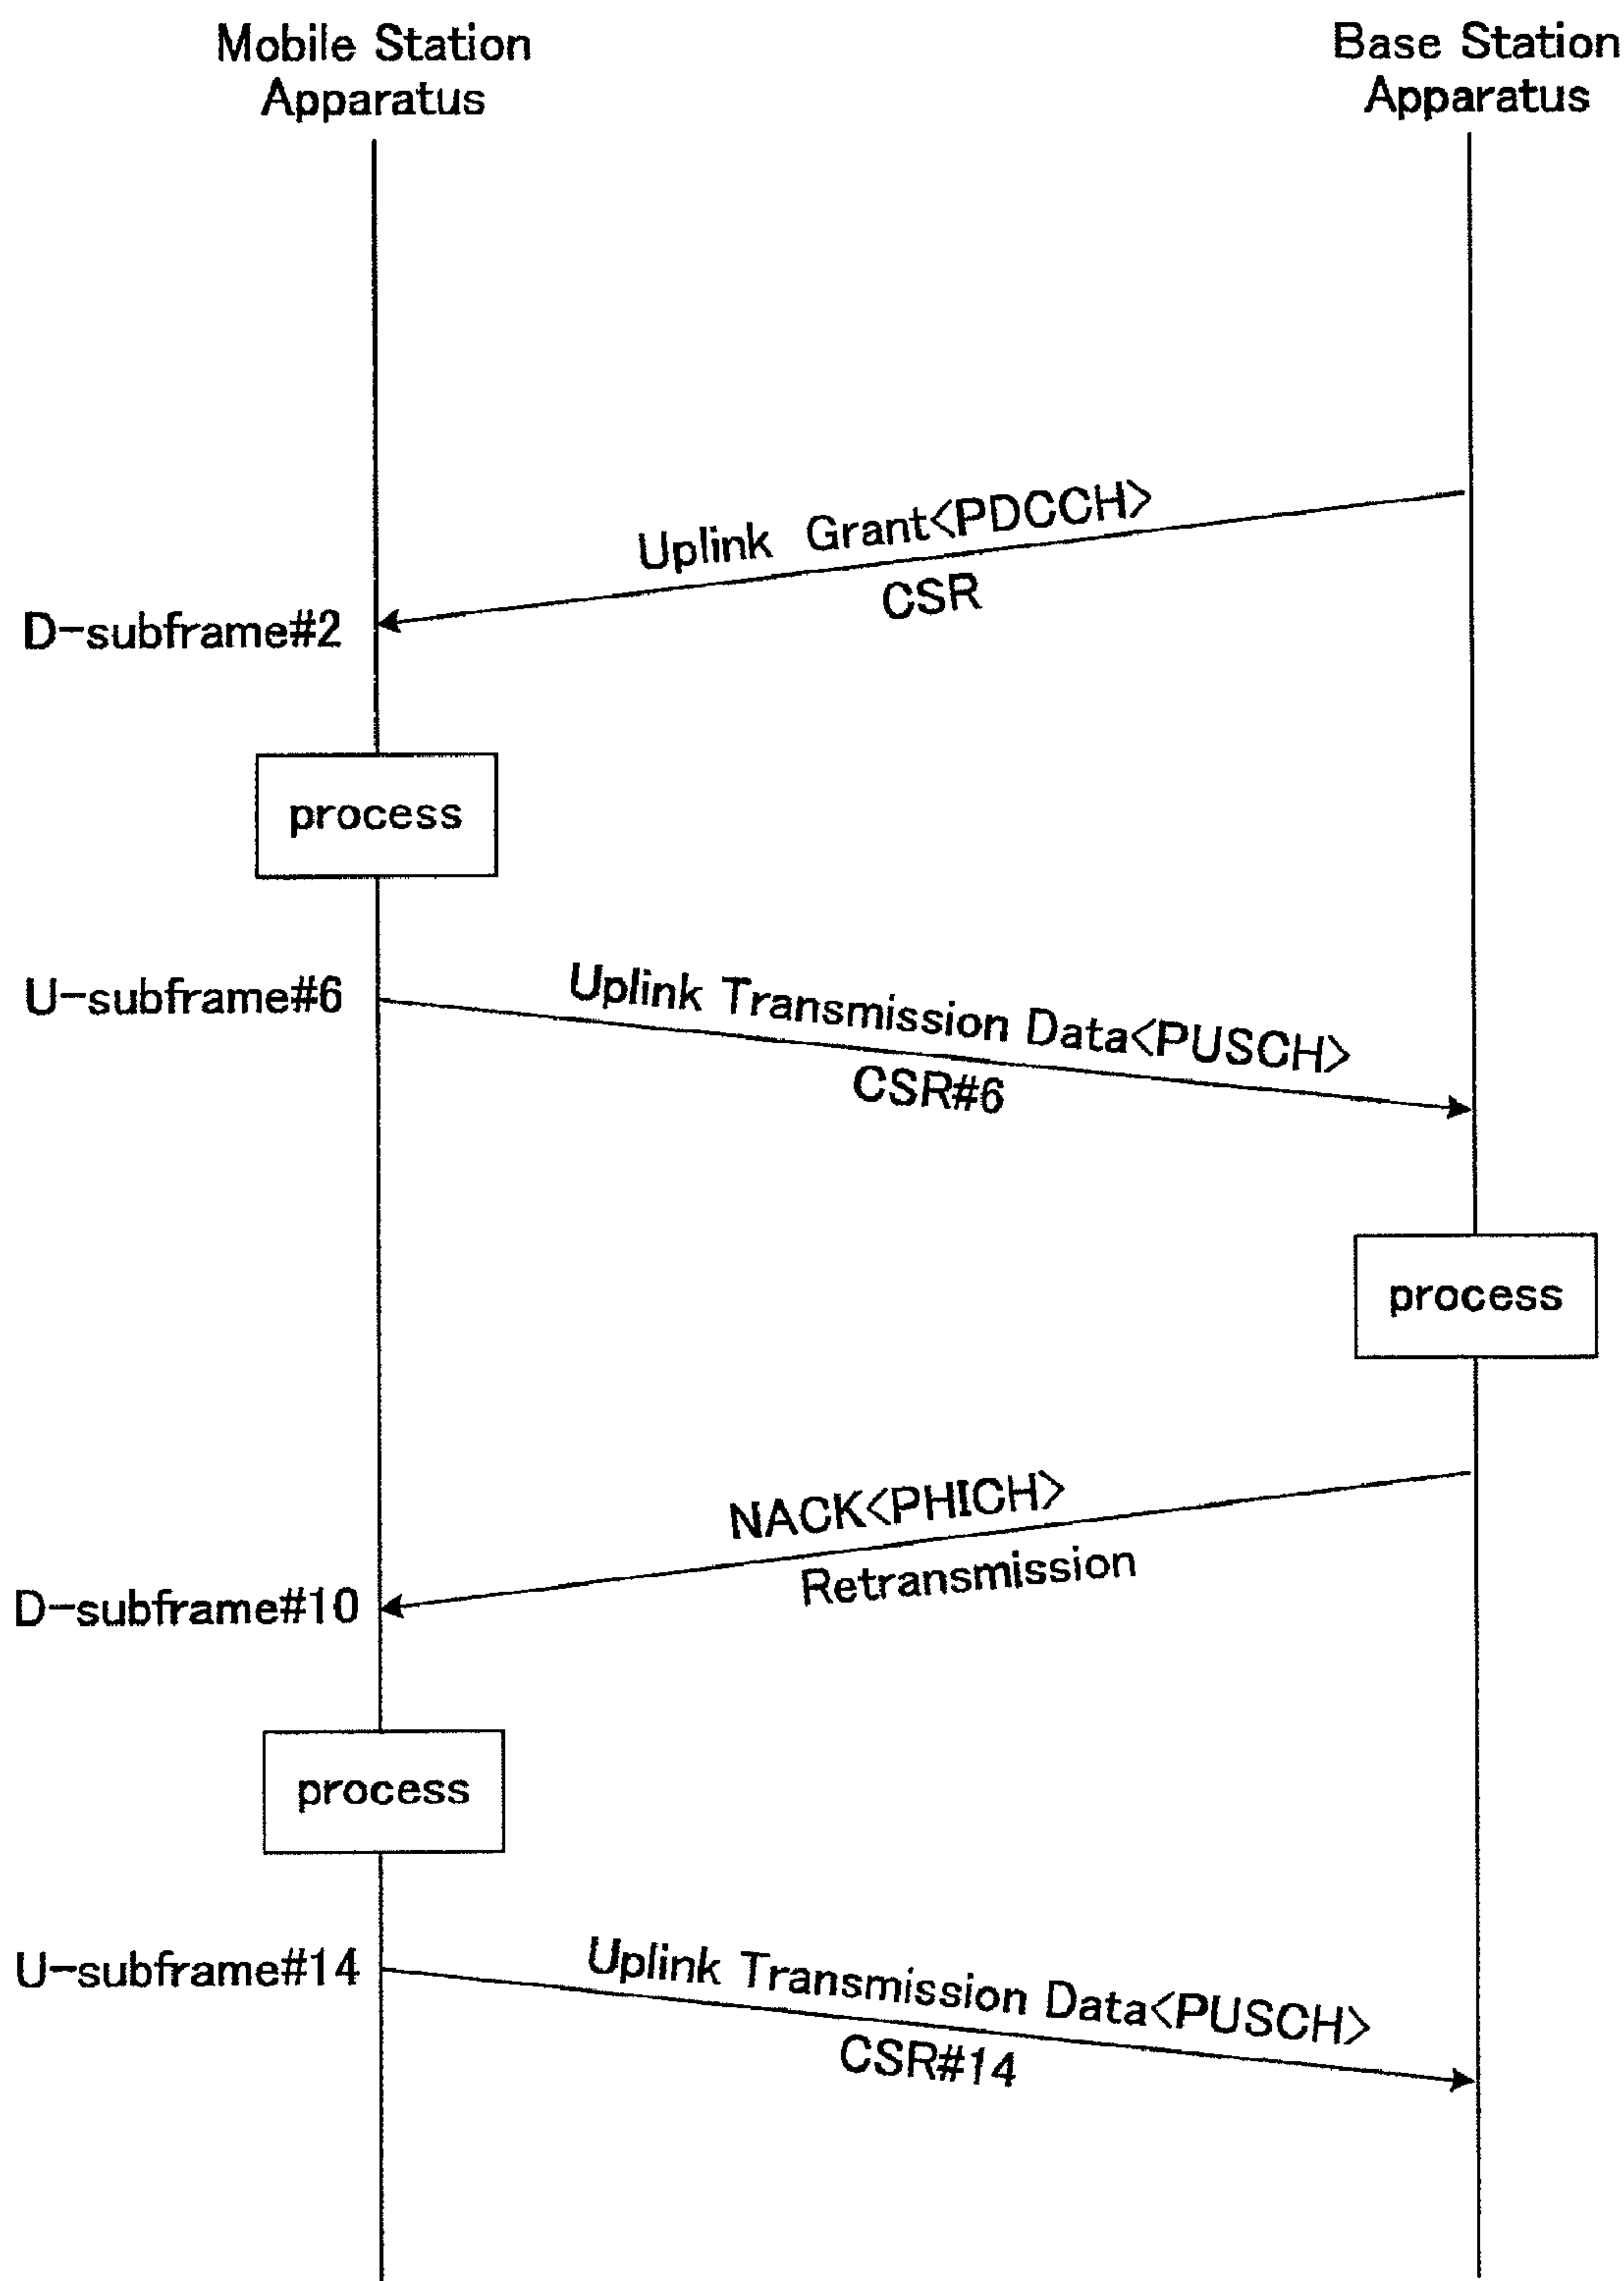 Mobile Station
Apparatus
Base Station
Apparatus
Uplink Grant<PDCCH>
CSR
D-subframe#2
process
U-subframe#6
Uplink Transmission Data<PUSCH>
CSR#6
process
NACK<PHICH>
Retransmission
D-subframe#10
process
U-subframe#14
Uplink Transmission Data<PUSCH>
CSR#14